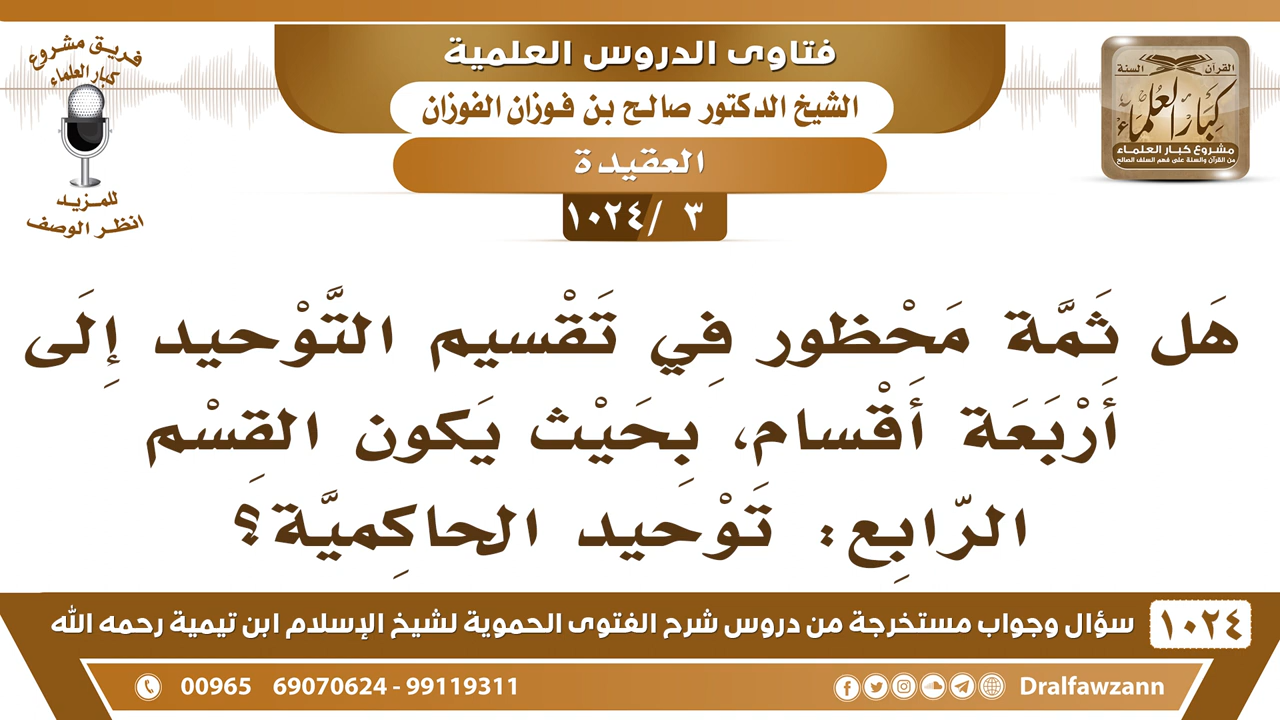 فتاوى الدروس العلمية
الشيخ الدكتور صالح بن فوزان الفوزان
العقيدة
٣ /١٠٢٤
فريق مشروع
كبار العلماء
للمزيد
انظر الوصف
القرآن السنة
كبار العلماء
مشروع كبار العلماء
من القرآن والسنة على فهم السلف الصالح
هَل ثَمَّة مَحْظور فِي تَقْسيم التَّوْحيد إِلَى
أَرْبَعَة أَقْسام، بِحَيْث يَكون القِسْم
الرّابِع: تَوْحيد الحاكِميَّة؟
١٠٢٤ سؤال وجواب مستخرجة من دروس شرح الفتوى الحموية لشيخ الإسلام ابن تيمية رحمه الله
00965 69070624 - 99119311
Dralfawzann